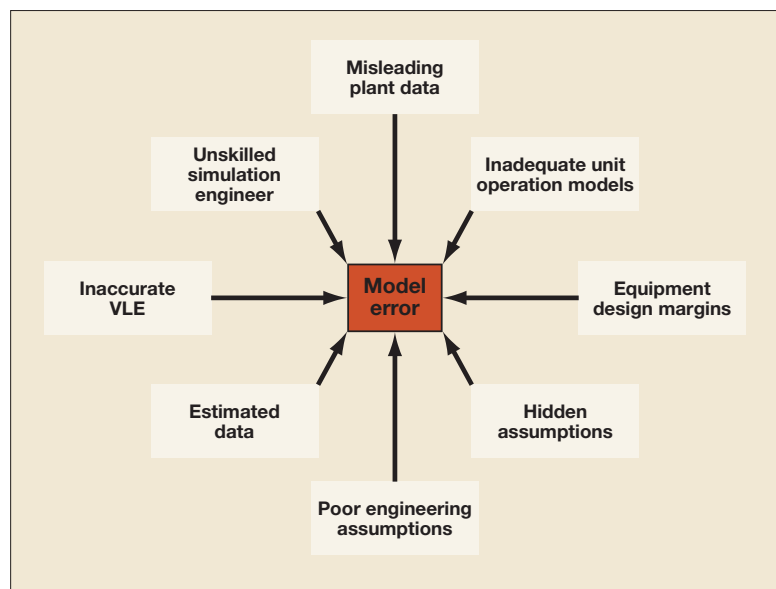 Misleading
plant data
Unskilled
simulation
engineer
Inadequate unit
operation models
Inaccurate
VLE
Model
error
Equipment
design margins
Estimated
data
Hidden
assumptions
Poor engineering
assumptions